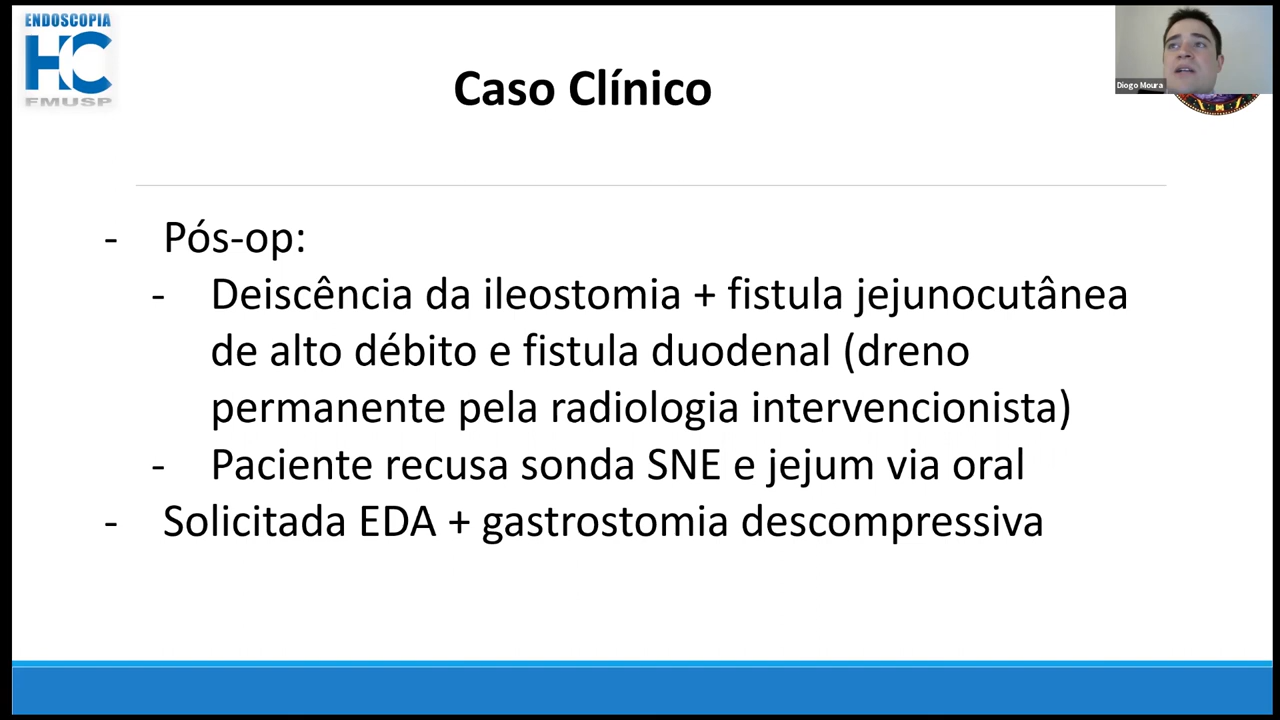 ENDOSCOPIA
HC
FMUSP
Caso Clínico
Diogo Moura
- Pós-op:
- Deiscência da ileostomia + fistula jejunocutânea
de alto débito e fistula duodenal (dreno
permanente pela radiologia intervencionista)
- Paciente recusa sonda SNE e jejum via oral
- Solicitada EDA + gastrostomia descompressiva